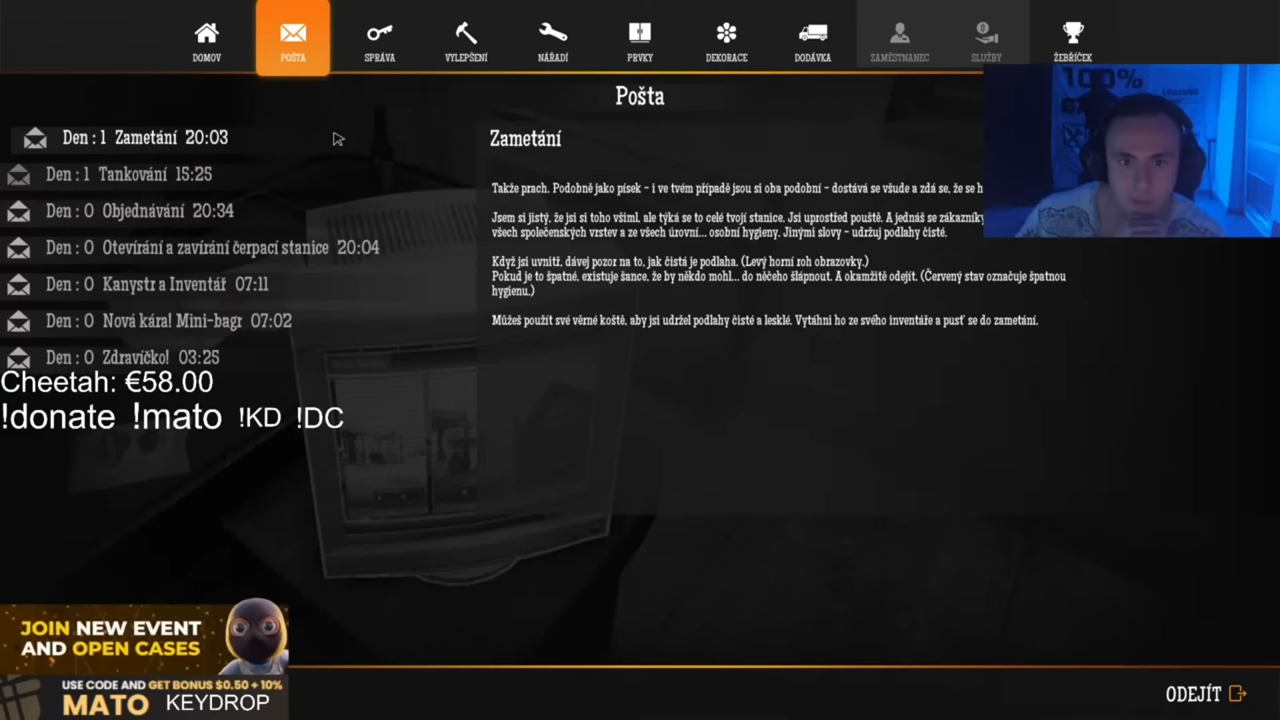 DOMOV
POŠTA
SPRÁVA
VYLEPŠENÍ
NÁŘADÍ
PRVKY
DEKORACE
DODÁVKA
ZAMĚSTNANEC
SLUŽBY
ŽEBŘÍČEK
Pošta
100%
LOADING
Den : 1 Zametání 20:03
Den : 1 Tankování 15:25
Den : 0 Objednávání 20:34
Den : 0 Otevírání a zavírání čerpací stanice 20:04
Den : 0 Kanystr a Inventář 07:11
Den : 0 Nová kára! Mini-bagr 07:02
Den : 0 Zdravíčko! 03:25
Cheetah: €58.00
!donate !mato !KD !DC
Zametání
Takže prach. Podobně jako písek - i ve tvém případě jsou si oba podobní - dostává se všude a zdá se, že se
Jsem si jistý, že jsi si toho všiml, ale týká se to celé tvojí stanice. Jsi uprostřed pouště. A jednáš se zákazníky
všech společenských vrstev a ze všech úrovní... osobní hygieny. Jinými slovy - udržuj podlahy čisté.
Když jsi uvnitř, dávej pozor na to, jak čistá je podlaha. (Levý horní roh obrazovky.)
Pokud je to špatné, existuje šance, že by někdo mohl... do něčeho šlápnout. A okamžitě odejít. (Červený stav označuje špatnou
hygienu.)
Můžeš použít své věrné koště, aby jsi udržel podlahy čisté a lesklé. Vytáhni ho ze svého inventáře a pusť se do zametání.
JOIN NEW EVENT
AND OPEN CASES
USE CODE AND GET BONUS $0.50 + 10%
MATO KEYDROP
ODEJÍT